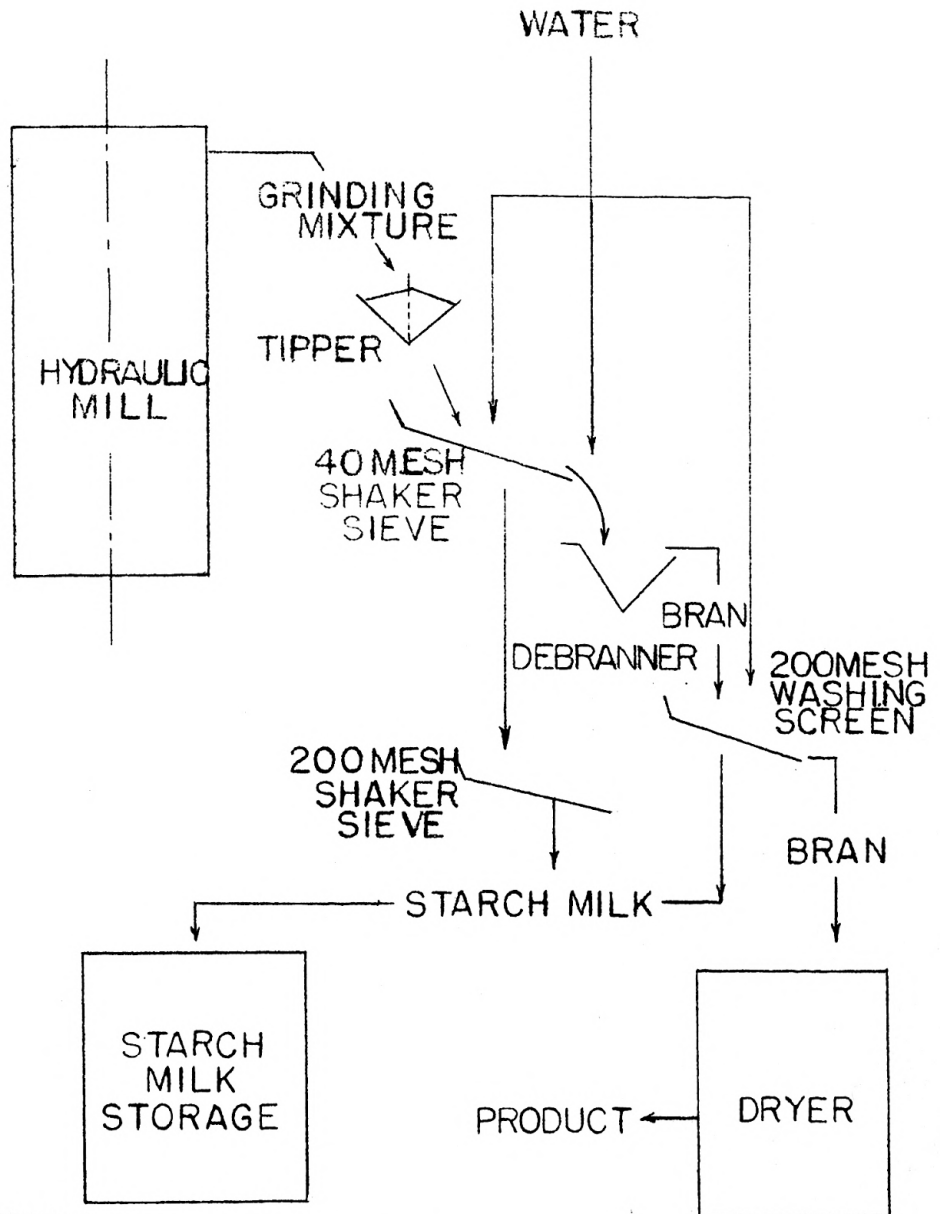 WATER
GRINDING
MIXTURE
TIPPER
HYDRAULIC
MILL
40 MESH
SHAKER
SIEVE
BRAN
DEBRANNER
200 MESH
WASHING
SCREEN
200 MESH
SHAKER
SIEVE
BRAN
STARCH MILK
STARCH
MILK
STORAGE
PRODUCT
DRYER